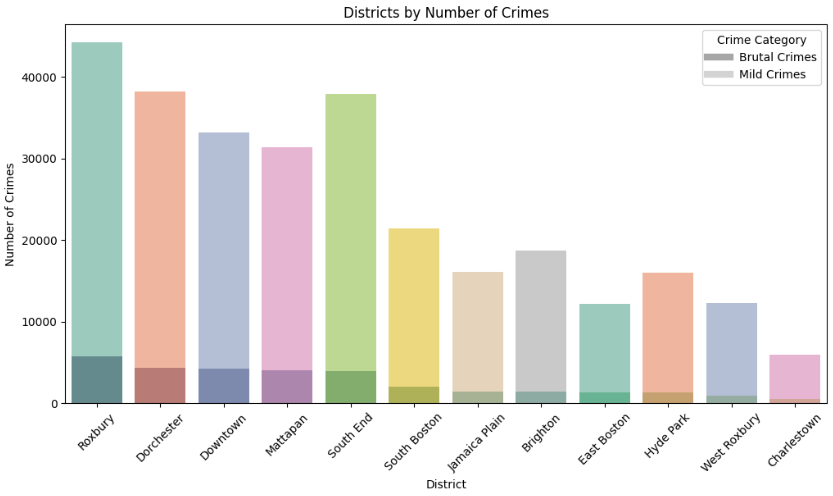 Districts by Number of Crimes
Crime Category
Brutal Crimes
Mild Crimes
Number of Crimes
40000
30000
20000
10000
0
Roxbury
Dorchester
Downtown
Mattapan
South End
South Boston
Jamaica Plain
Brighton
East Boston
Hyde Park
West Roxbury
Charlestown
District